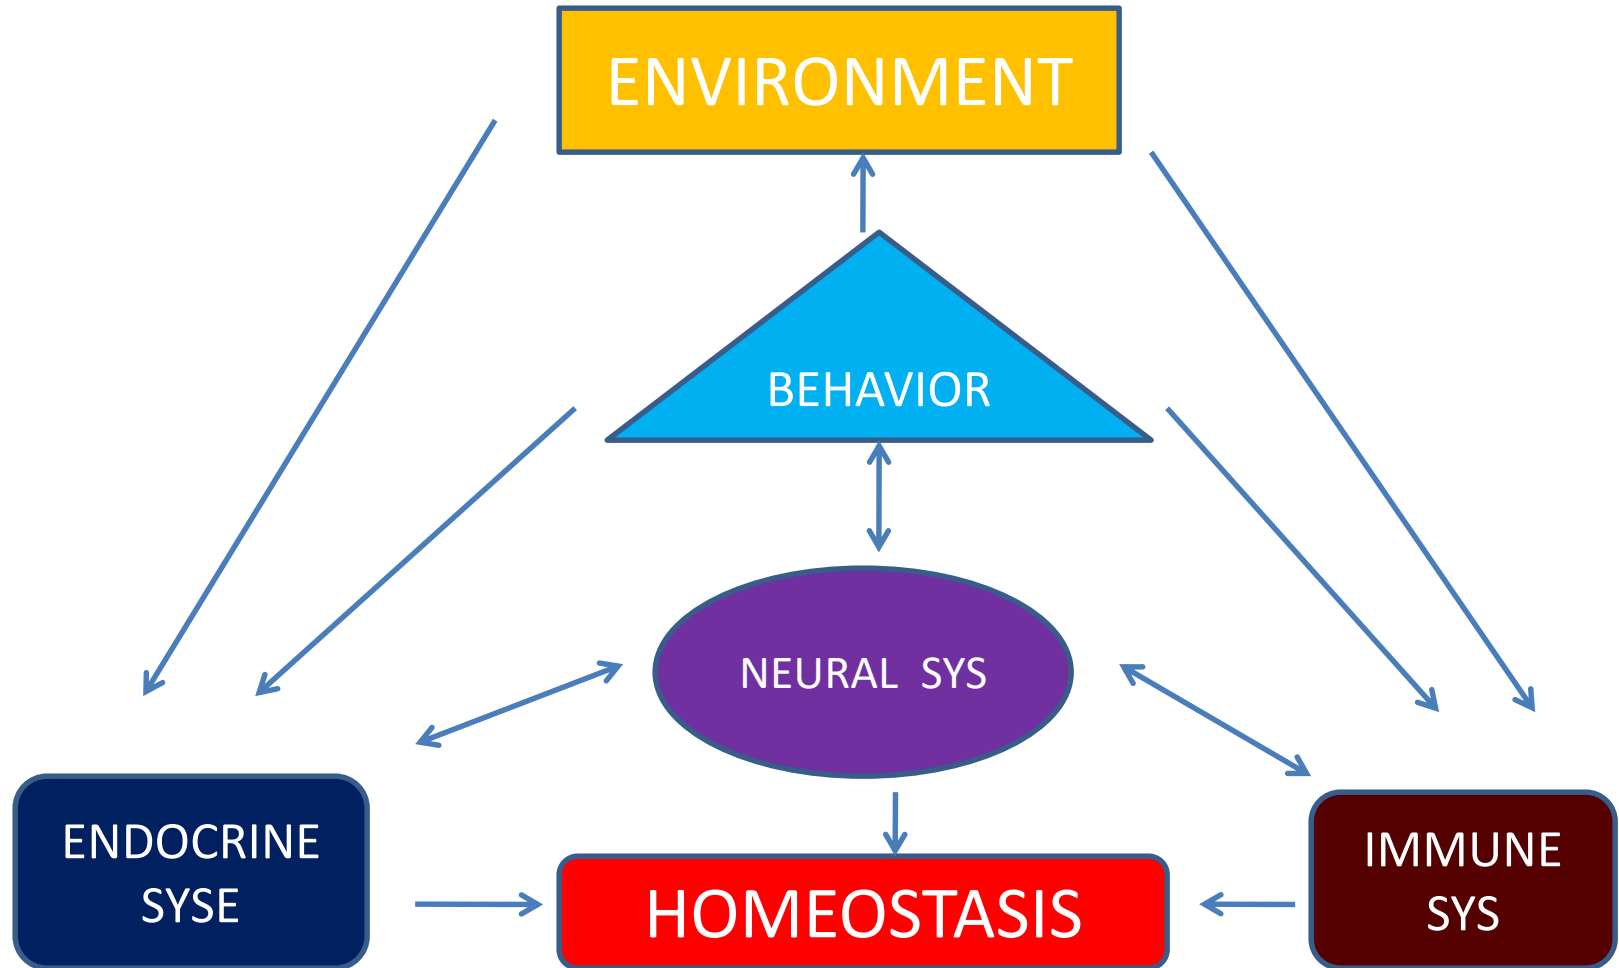 ENVIRONMENT
BEHAVIOR
NEURAL SYS
ENDOCRINE
SYSE
IMMUNE
SYS
HOMEOSTASIS